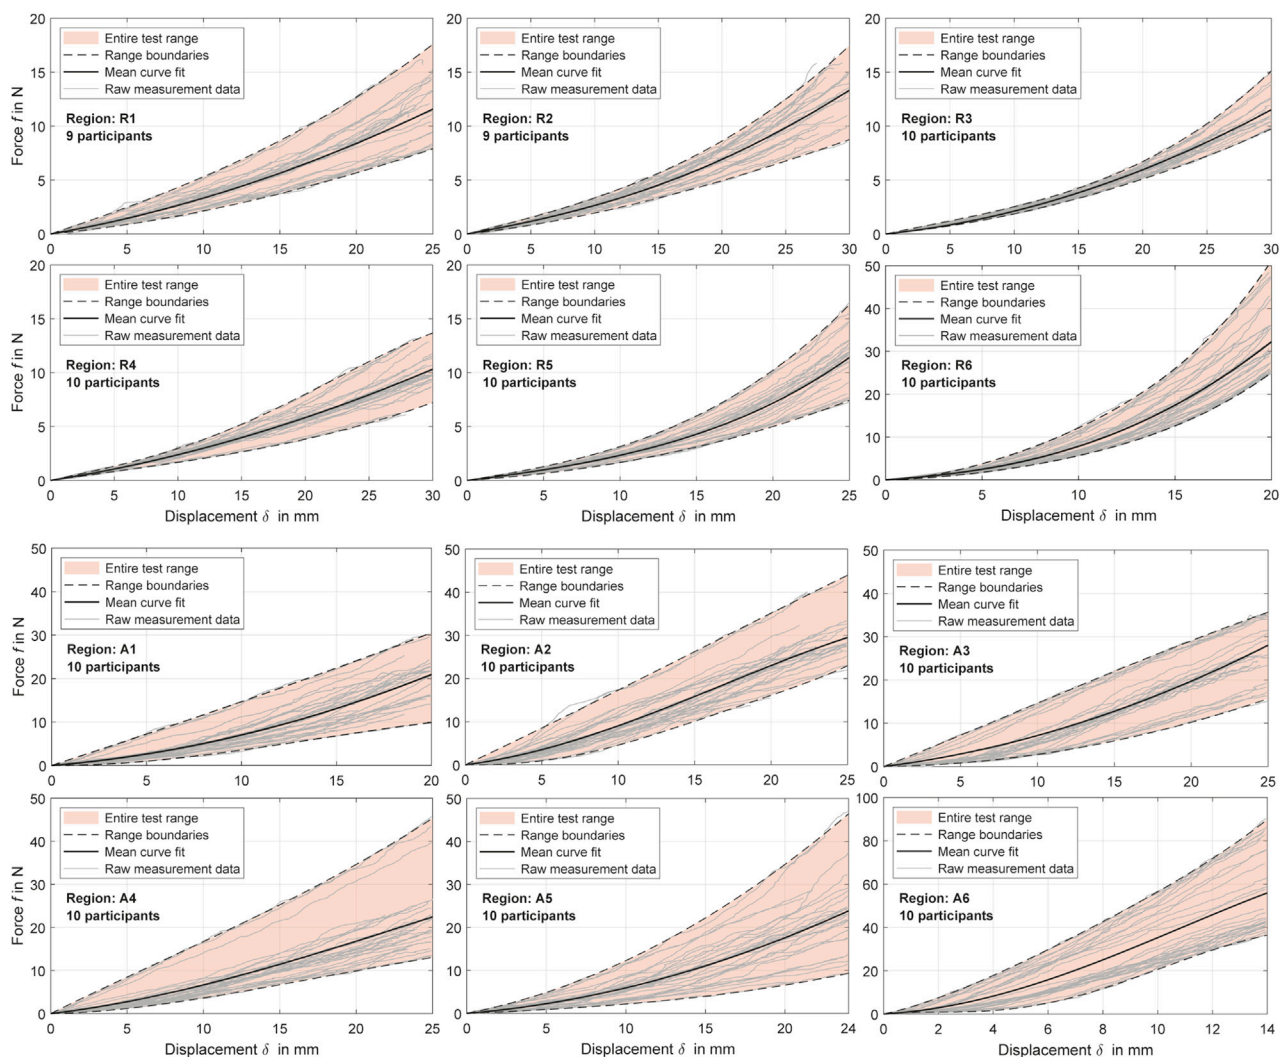 20
15
10
5
0
Force f in N
Entire test range
Range boundaries
Mean curve fit
Raw measurement data
Region: R1
9 participants
0 5 10 15 20 25
20
15
10
5
0
Entire test range
Range boundaries
Mean curve fit
Raw measurement data
Region: R2
9 participants
0 5 10 15 20 25 30
20
15
10
5
0
Entire test range
Range boundaries
Mean curve fit
Raw measurement data
Region: R3
10 participants
0 5 10 15 20 25 30
20
15
10
5
0
Force f in N
Entire test range
Range boundaries
Mean curve fit
Raw measurement data
Region: R4
10 participants
0 5 10 15 20 25 30
Displacement δ in mm
20
15
10
5
0
Entire test range
Range boundaries
Mean curve fit
Raw measurement data
Region: R5
10 participants
0 5 10 15 20 25
Displacement δ in mm
50
40
30
20
10
0
Entire test range
Range boundaries
Mean curve fit
Raw measurement data
Region: R6
10 participants
0 5 10 15 20
Displacement δ in mm
50
40
30
20
10
0
Force f in N
Entire test range
Range boundaries
Mean curve fit
Raw measurement data
Region: A1
10 participants
0 5 10 15 20
50
40
30
20
10
0
Entire test range
Range boundaries
Mean curve fit
Raw measurement data
Region: A2
10 participants
0 5 10 15 20 25
50
40
30
20
10
0
Entire test range
Range boundaries
Mean curve fit
Raw measurement data
Region: A3
10 participants
0 5 10 15 20 25
50
40
30
20
10
0
Force f in N
Entire test range
Range boundaries
Mean curve fit
Raw measurement data
Region: A4
10 participants
0 5 10 15 20 25
Displacement δ in mm
50
40
30
20
10
0
Entire test range
Range boundaries
Mean curve fit
Raw measurement data
Region: A5
10 participants
0 5 10 15 20 24
Displacement δ in mm
100
80
60
40
20
0
Entire test range
Range boundaries
Mean curve fit
Raw measurement data
Region: A6
10 participants
0 2 4 6 8 10 12 14
Displacement δ in mm